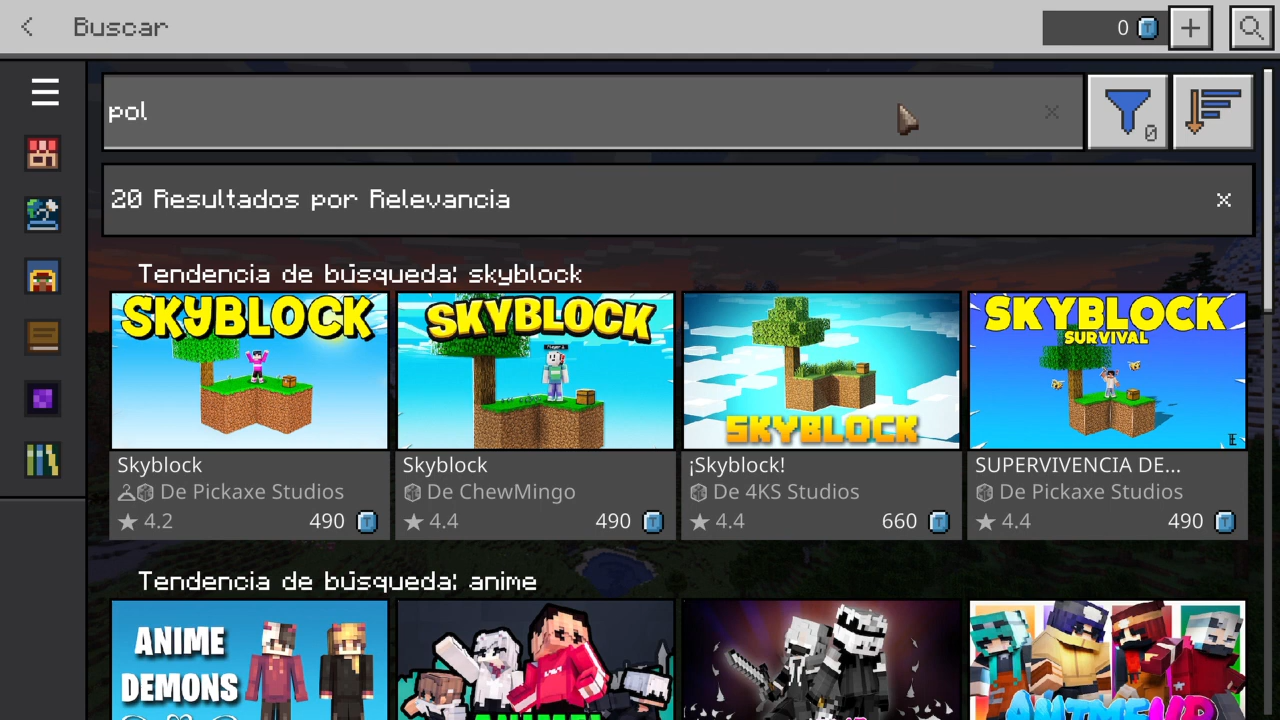 Buscar
0
pol
0
20 Resultados por Relevancia
Tendencia de búsqueda: skyblock
SKYBLOCK
SKYBLOCK
SKYBLOCK
SKYBLOCK
SURVIVAL
Skyblock
De Pickaxe Studios
4.2
490
Skyblock
De ChewMingo
4.4
490
¡Skyblock!
De 4KS Studios
4.4
660
SUPERVIVENCIA DE...
De Pickaxe Studios
4.4
490
Tendencia de búsqueda: anime
ANIME
DEMONS